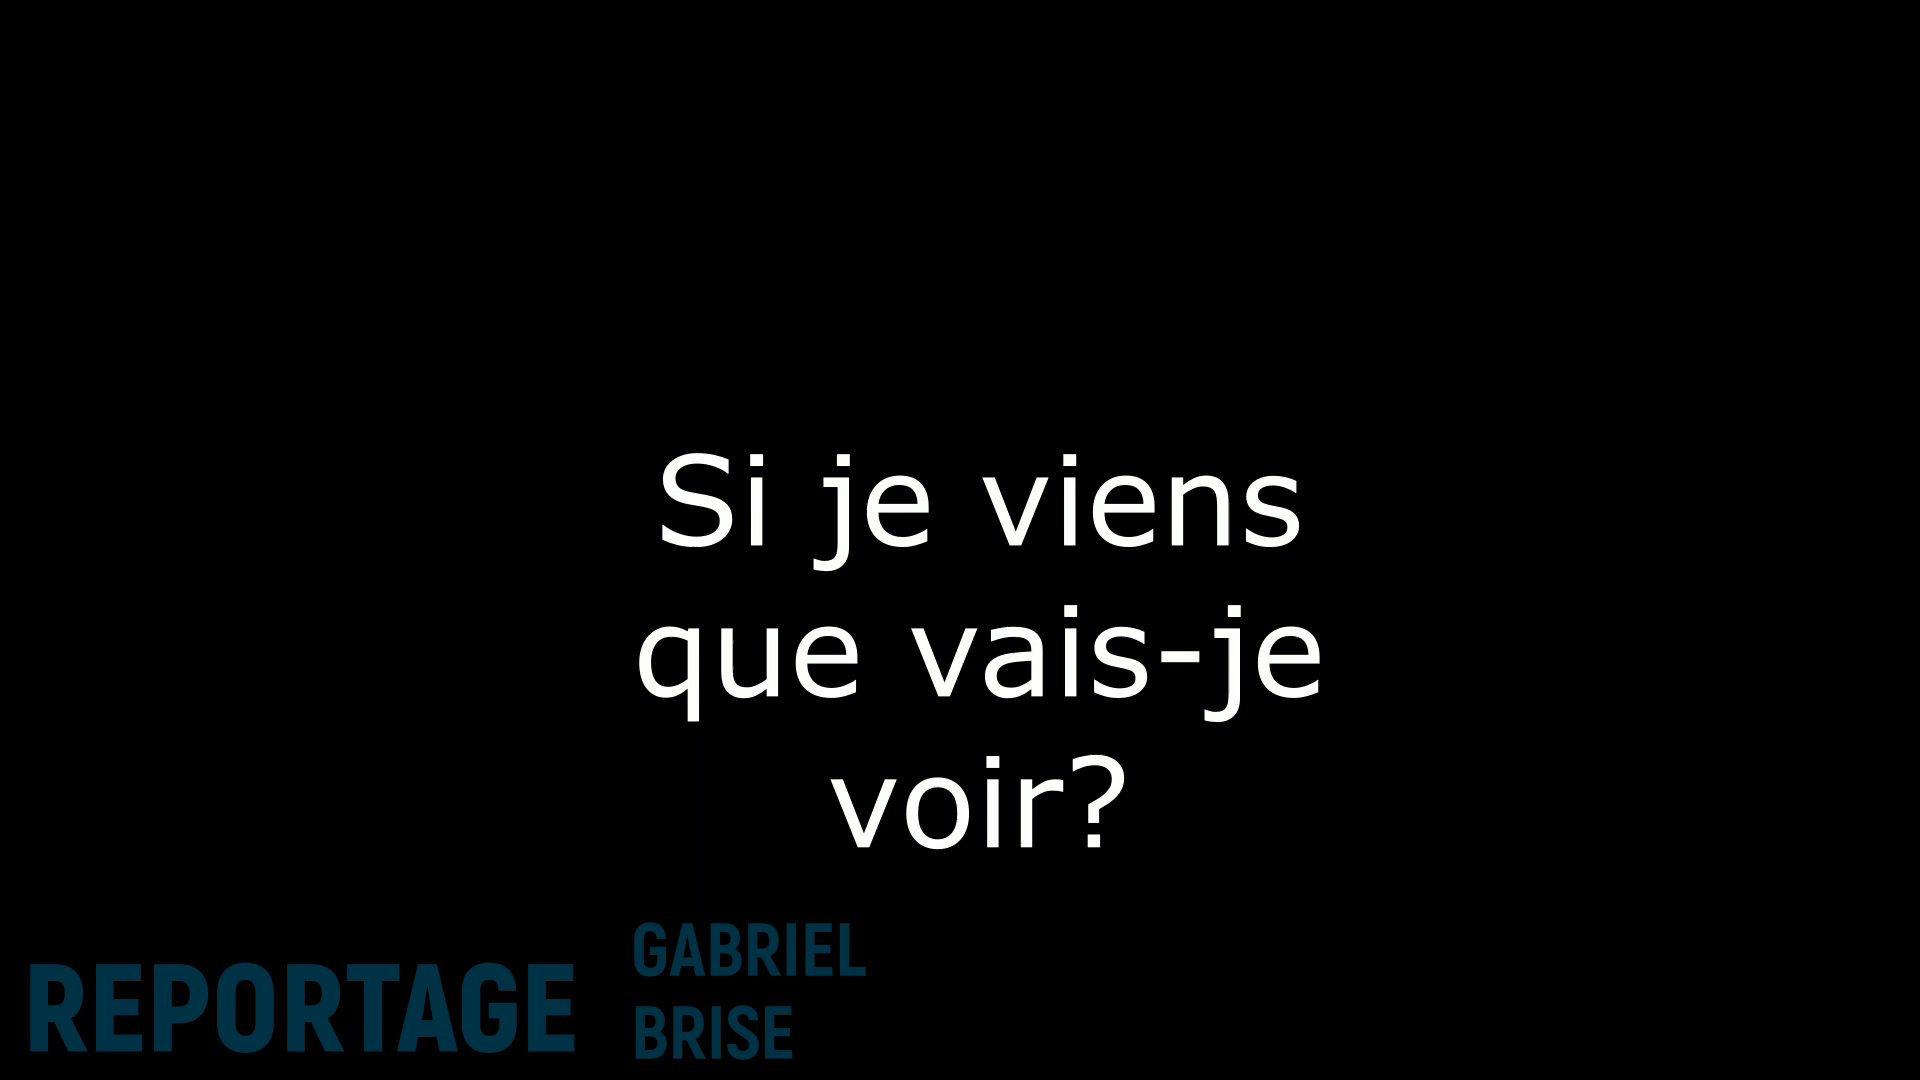 Si je viens
que vais-je
voir?
REPORTAGE
GABRIEL
BRISE